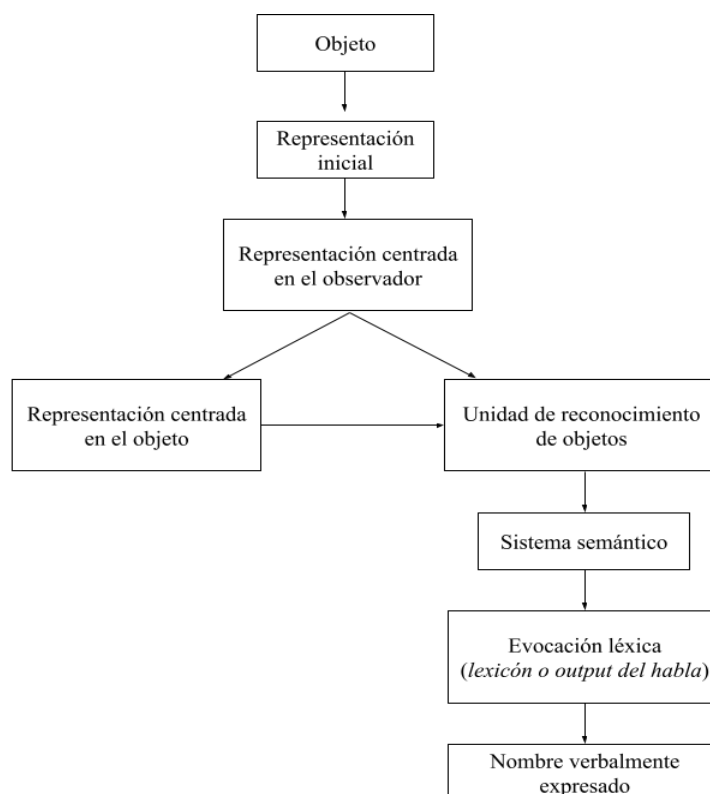 Objeto
Representación
inicial
Representación centrada
en el observador
Representación centrada
en el objeto
Unidad de reconocimiento
de objetos
Sistema semántico
Evocación léxica
(lexicón o output del habla)
Nombre verbalmente
expresado